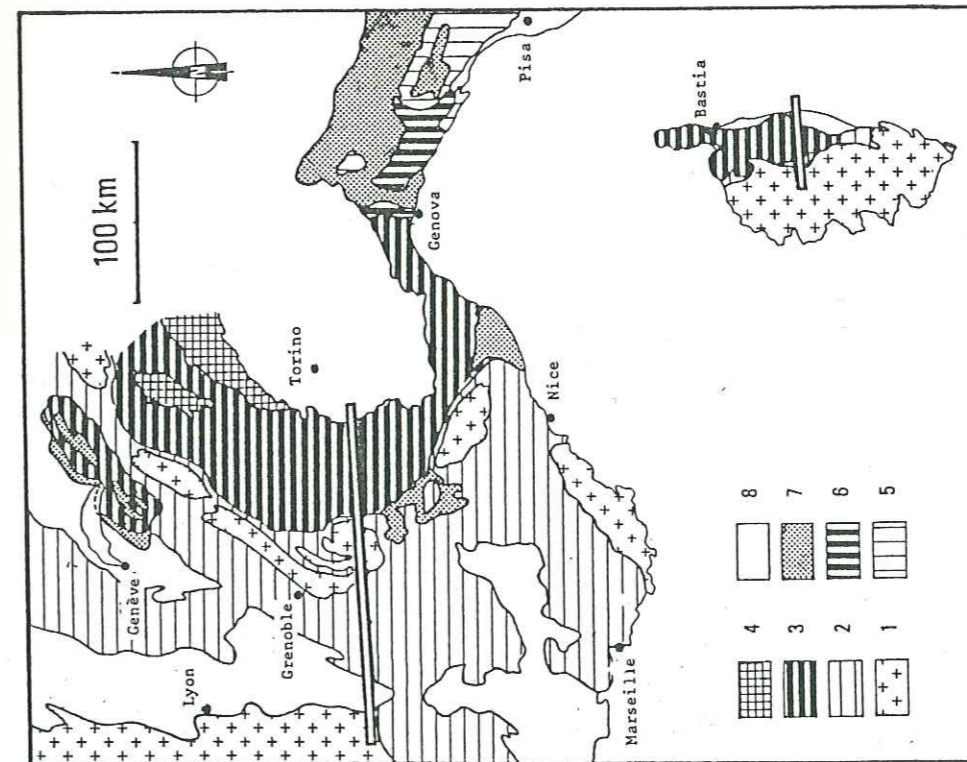 100 km
Pisa
Bastia
Genova
Torino
Nice
Genève
Grenoble
Lyon
Marseille
4
8
3
7
2
6
1
5